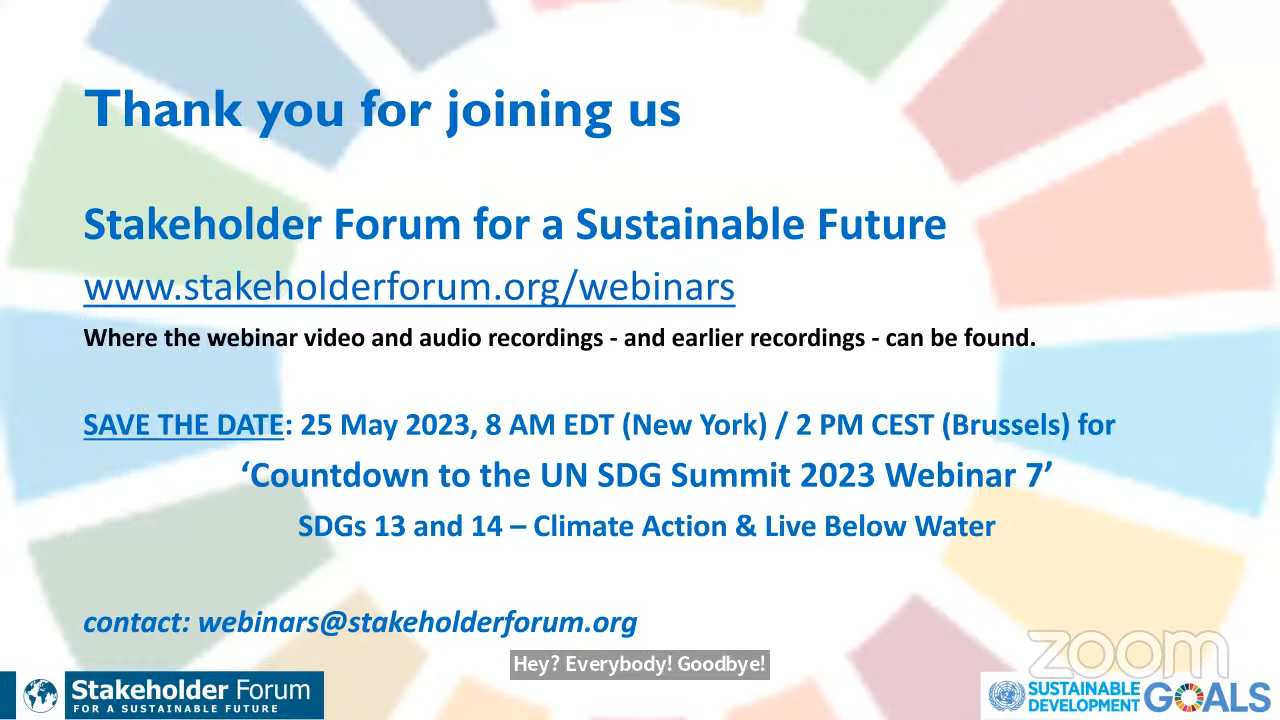 Thank you for joining us
Stakeholder Forum for a Sustainable Future
www.stakeholderforum.org/webinars
Where the webinar video and audio recordings - and earlier recordings - can be found.
SAVE THE DATE: 25 May 2023, 8 AM EDT (New York) / 2 PM CEST (Brussels) for
‘Countdown to the UN SDG Summit 2023 Webinar 7’
SDGs 13 and 14 – Climate Action & Live Below Water
contact: webinars@stakeholderforum.org
Hey? Everybody! Goodbye!
zoom
Stakeholder Forum
FOR A SUSTAINABLE FUTURE
SUSTAINABLE
DEVELOPMENT
GOALS